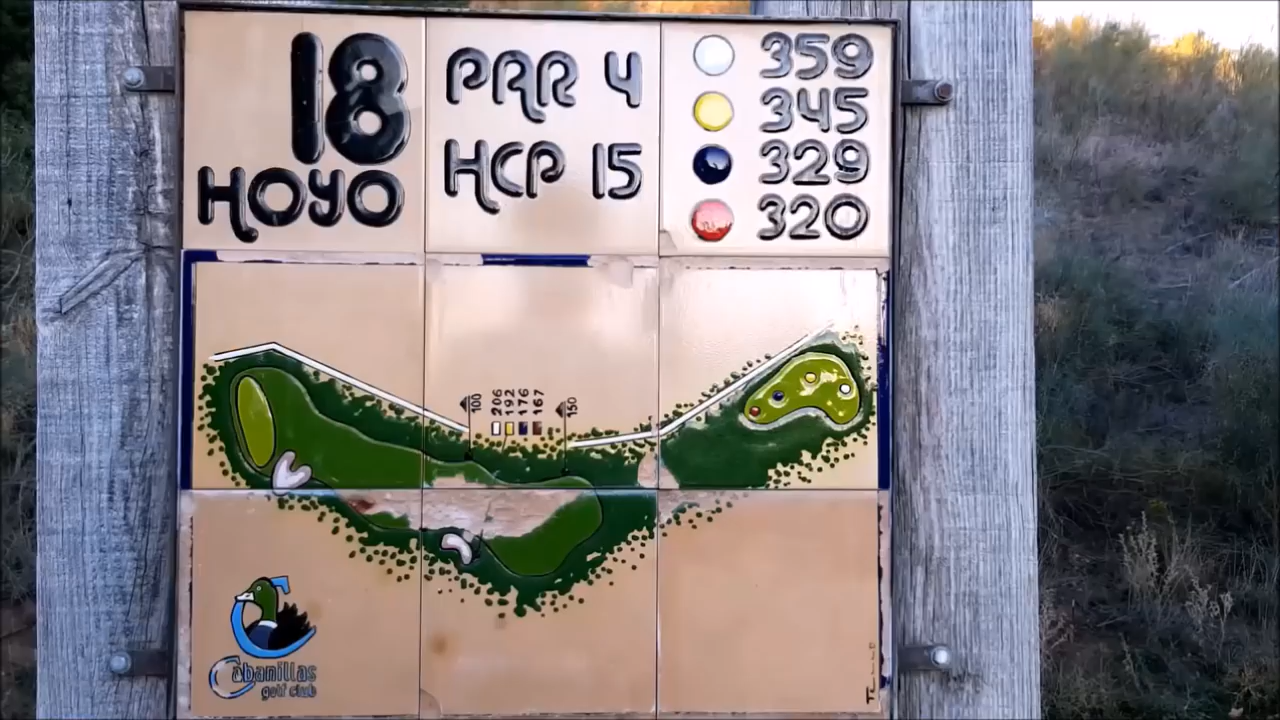 18
HOYO
PAR 4
HCP 15
359
345
329
320
100
206
192
176
167
150
Cabanillas
golf club